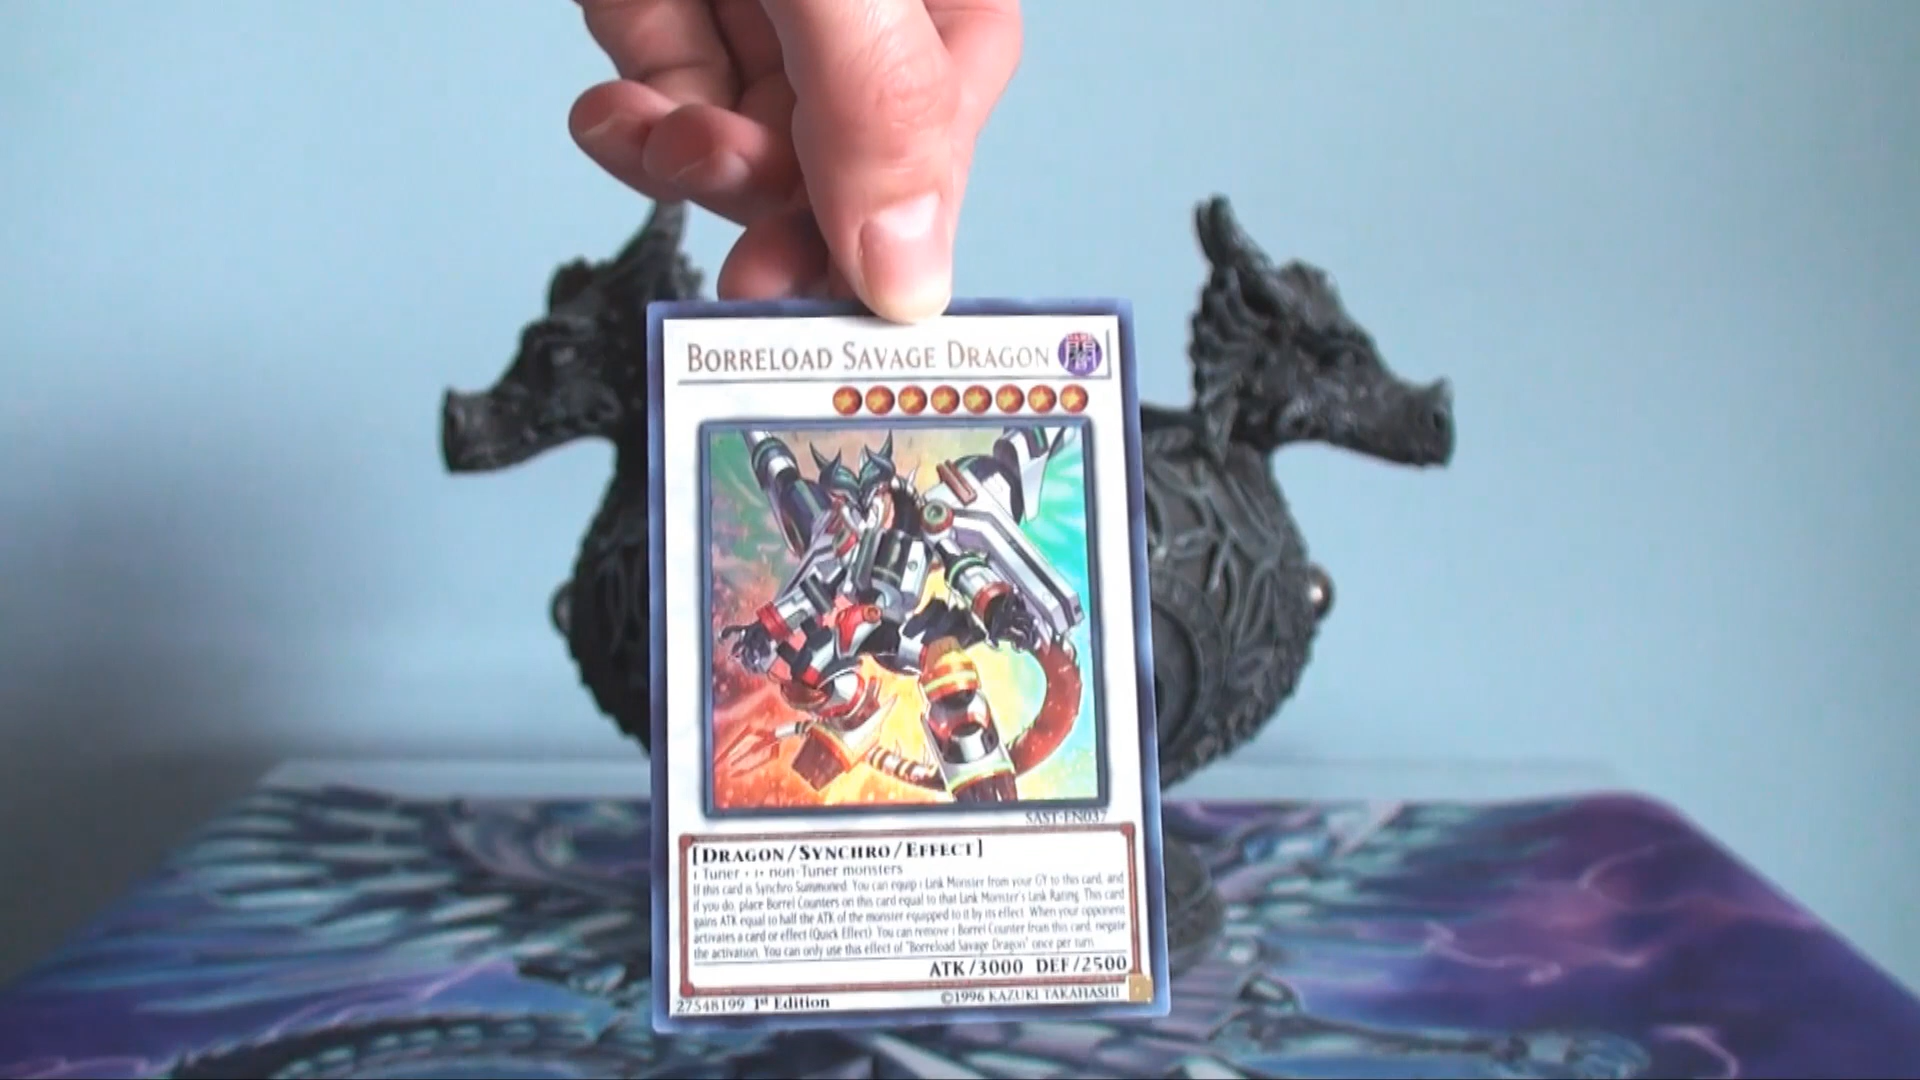 BORRELOAD SAVAGE DRAGON
SAST-EN037
[DRAGON/SYNCHRO/EFFECT]
1 Tuner + 1+ non-Tuner monsters
If this card is Synchro Summoned: You can equip 1 Link Monster from your GY to this card, and
if you do, place Borrel Counters on this card equal to that Link Monster's Link Rating. This card
gains ATK equal to half the ATK of the monster equipped to it by its effect. When your opponent
activates a card or effect (Quick Effect): You can remove 1 Borrel Counter from this card; negate
the activation. You can only use this effect of "Borreload Savage Dragon" once per turn.
ATK/3000 DEF/2500
27548199 1st Edition
©1996 KAZUKI TAKAHASHI